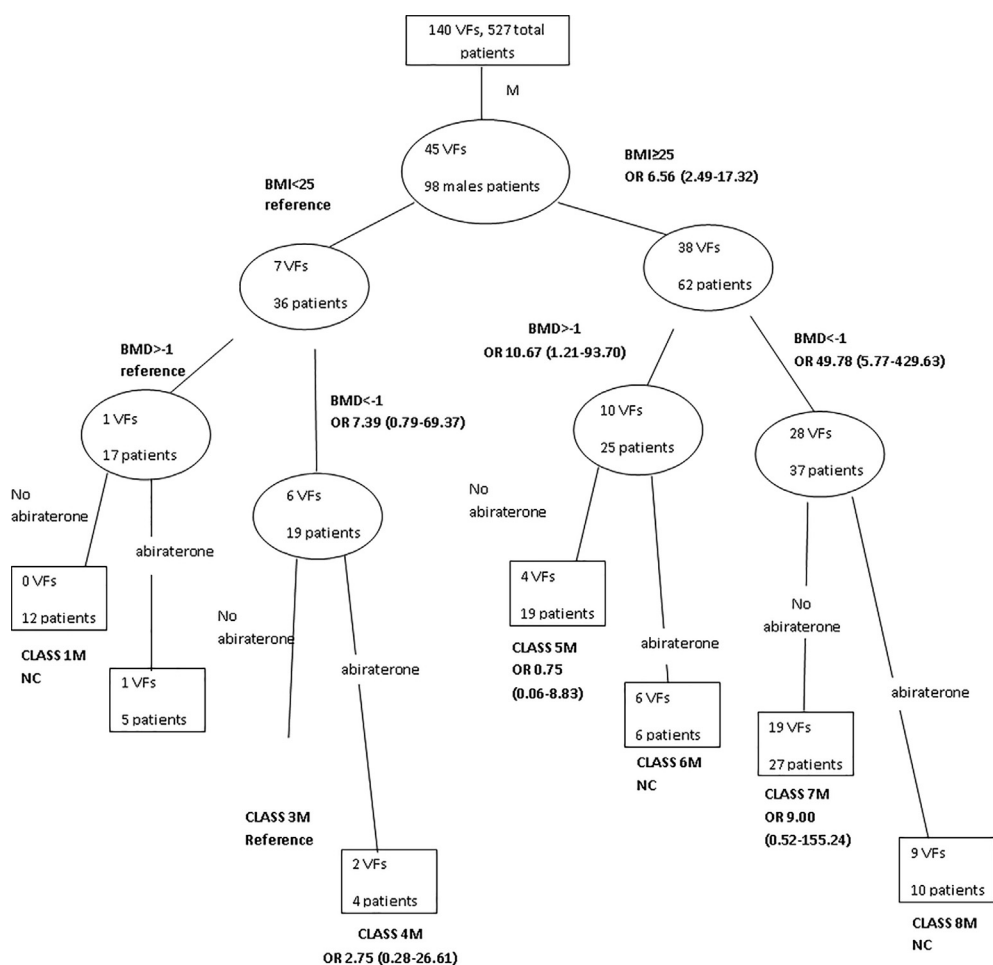 140 VFs, 527 total
patients
M
45 VFs
98 males patients
BMI<25
reference
BMI≥25
OR 6.56 (2.49-17.32)
7 VFs
36 patients
38 VFs
62 patients
BMD>-1
reference
BMD<-1
OR 7.39 (0.79-69.37)
BMD>-1
OR 10.67 (1.21-93.70)
BMD<-1
OR 49.78 (5.77-429.63)
1 VFs
17 patients
6 VFs
19 patients
10 VFs
25 patients
28 VFs
37 patients
No
abiraterone
abiraterone
No
abiraterone
abiraterone
No
abiraterone
abiraterone
No
abiraterone
abiraterone
0 VFs
12 patients
CLASS 1M
NC
1 VFs
5 patients
CLASS 3M
Reference
2 VFs
4 patients
CLASS 4M
OR 2.75 (0.28-26.61)
4 VFs
19 patients
CLASS 5M
OR 0.75
(0.06-8.83)
6 VFs
6 patients
CLASS 6M
NC
19 VFs
27 patients
CLASS 7M
OR 9.00
(0.52-155.24)
9 VFs
10 patients
CLASS 8M
NC